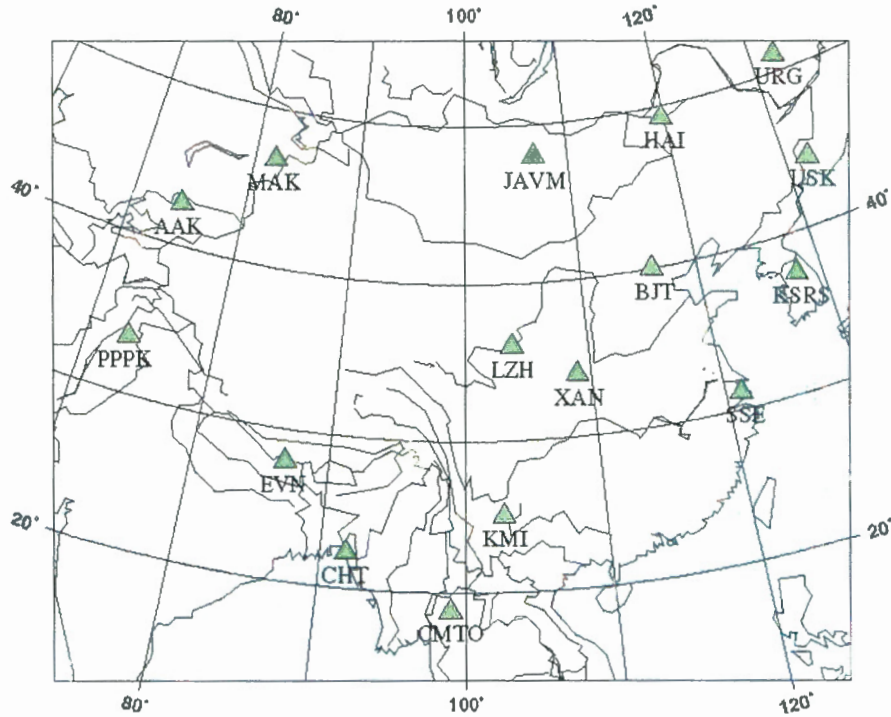 80°
100°
120°
URG
HAI
MAK
JAVM
USK
40°
AAK
40°
BJT
KSRS
PPPK
LZH
XAN
SSE
EVN
20°
KMI
20°
CHT
CMTO
80°
100°
120°